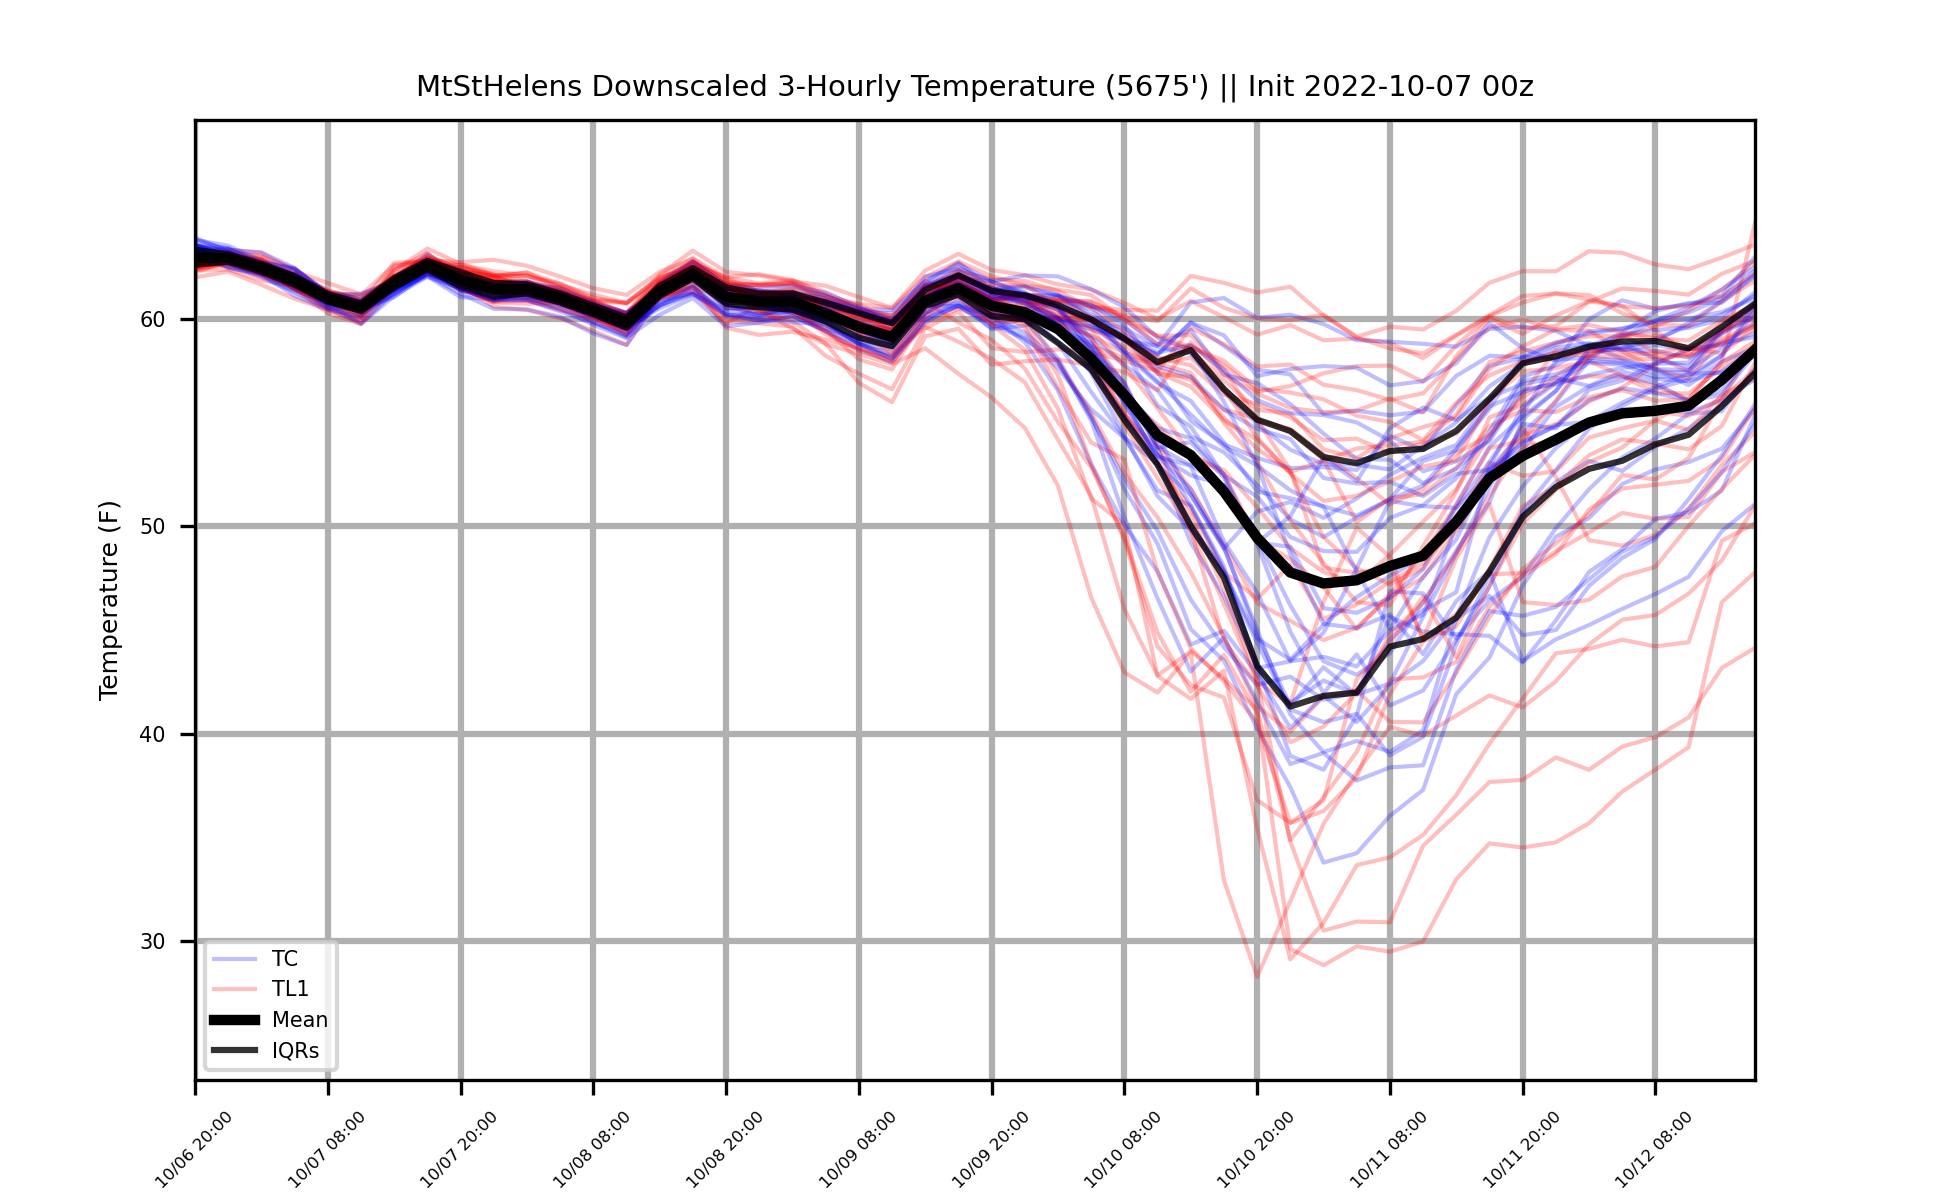 MtStHelens Downscaled 3-Hourly Temperature (5675') || Init 2022-10-07 00z
Temperature (F)
60
50
40
30
TC
TL1
Mean
IQRs
10/06 20:00
10/07 08:00
10/07 20:00
10/08 08:00
10/08 20:00
10/09 08:00
10/09 20:00
10/10 08:00
10/10 20:00
10/11 08:00
10/11 20:00
10/12 08:00